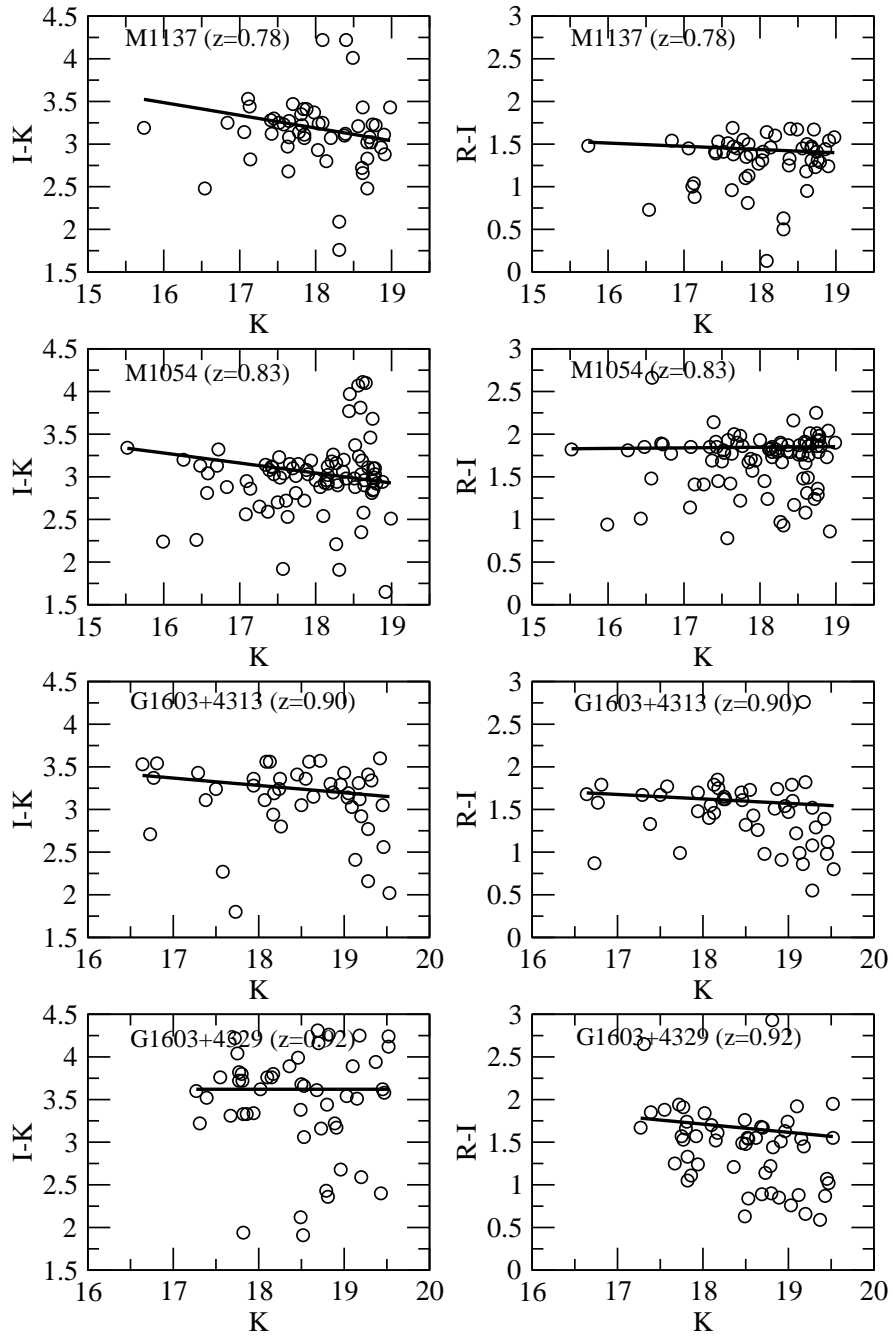 4.5
4
3.5
3
2.5
2
1.5
I-K
M1137 (z=0.78)
15 16 17 18 19
K
3
2.5
2
1.5
1
0.5
0
R-I
M1137 (z=0.78)
15 16 17 18 19 20
K
4.5
4
3.5
3
2.5
2
1.5
I-K
M1054 (z=0.83)
15 16 17 18 19
K
3
2.5
2
1.5
1
0.5
0
R-I
M1054 (z=0.83)
15 16 17 18 19 20
K
4.5
4
3.5
3
2.5
2
1.5
I-K
G1603+4313 (z=0.90)
16 17 18 19 20
K
3
2.5
2
1.5
1
0.5
0
R-I
G1603+4313 (z=0.90)
16 17 18 19 20
K
4.5
4
3.5
3
2.5
2
1.5
I-K
G1603+4329 (z=0.92)
16 17 18 19 20
K
3
2.5
2
1.5
1
0.5
0
R-I
G1603+4329 (z=0.92)
16 17 18 19 20
K